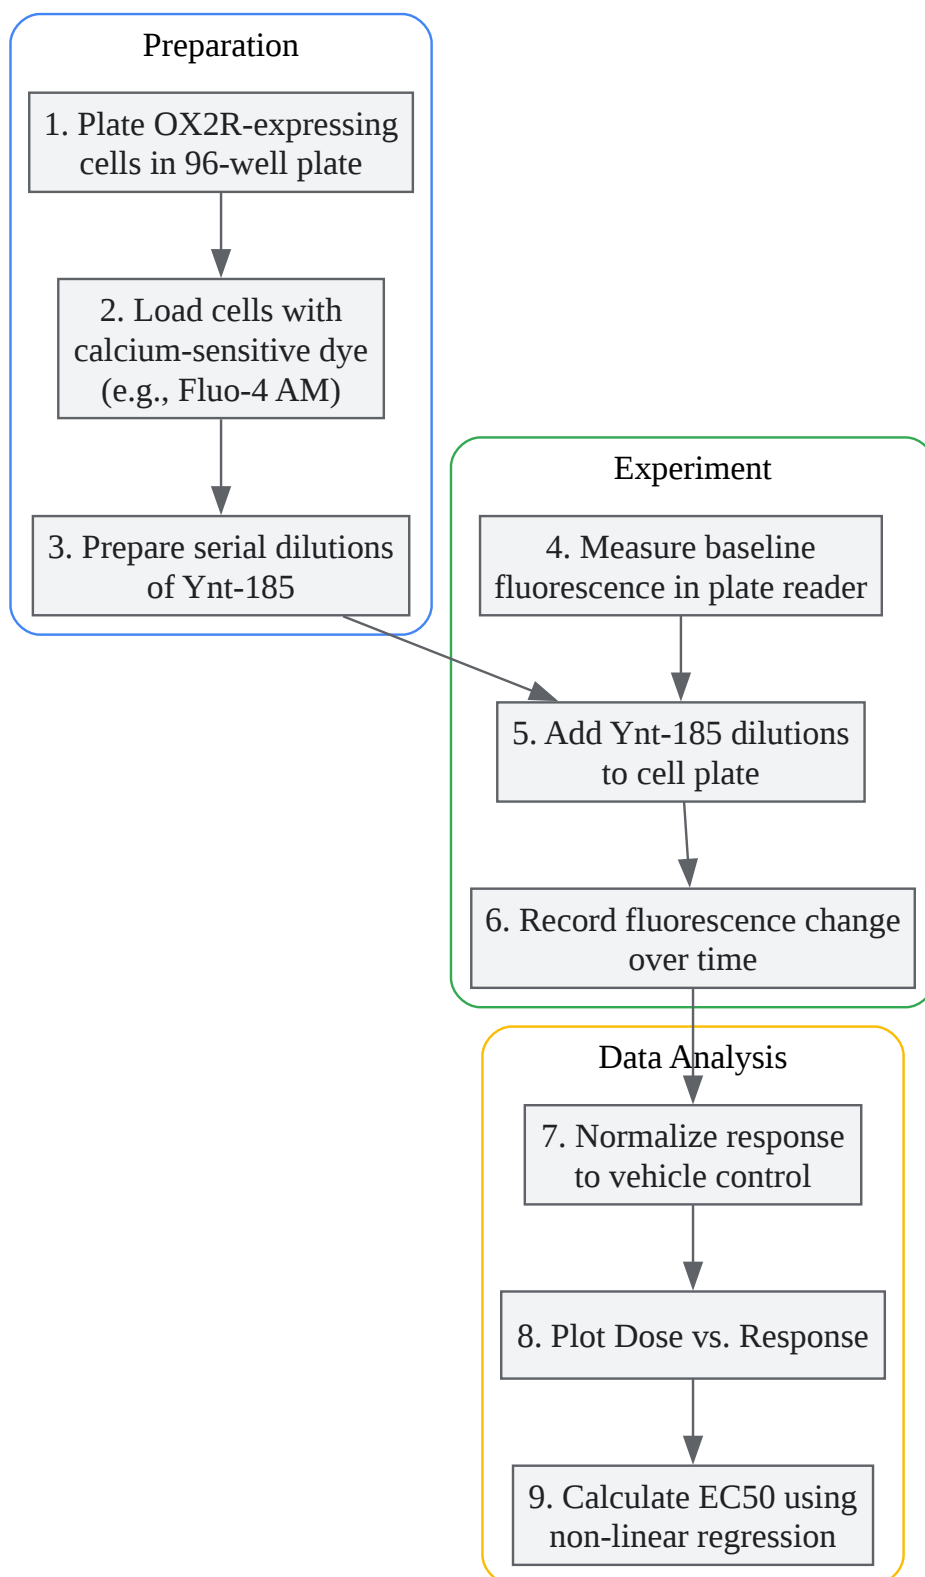 Preparation
1. Plate OX2R-expressing
cells in 96-well plate
2. Load cells with
calcium-sensitive dye
(e.g., Fluo-4 AM)
3. Prepare serial dilutions
of Ynt-185
Experiment
4. Measure baseline
fluorescence in plate reader
5. Add Ynt-185 dilutions
to cell plate
6. Record fluorescence change
over time
Data Analysis
7. Normalize response
to vehicle control
8. Plot Dose vs. Response
9. Calculate EC50 using
non-linear regression